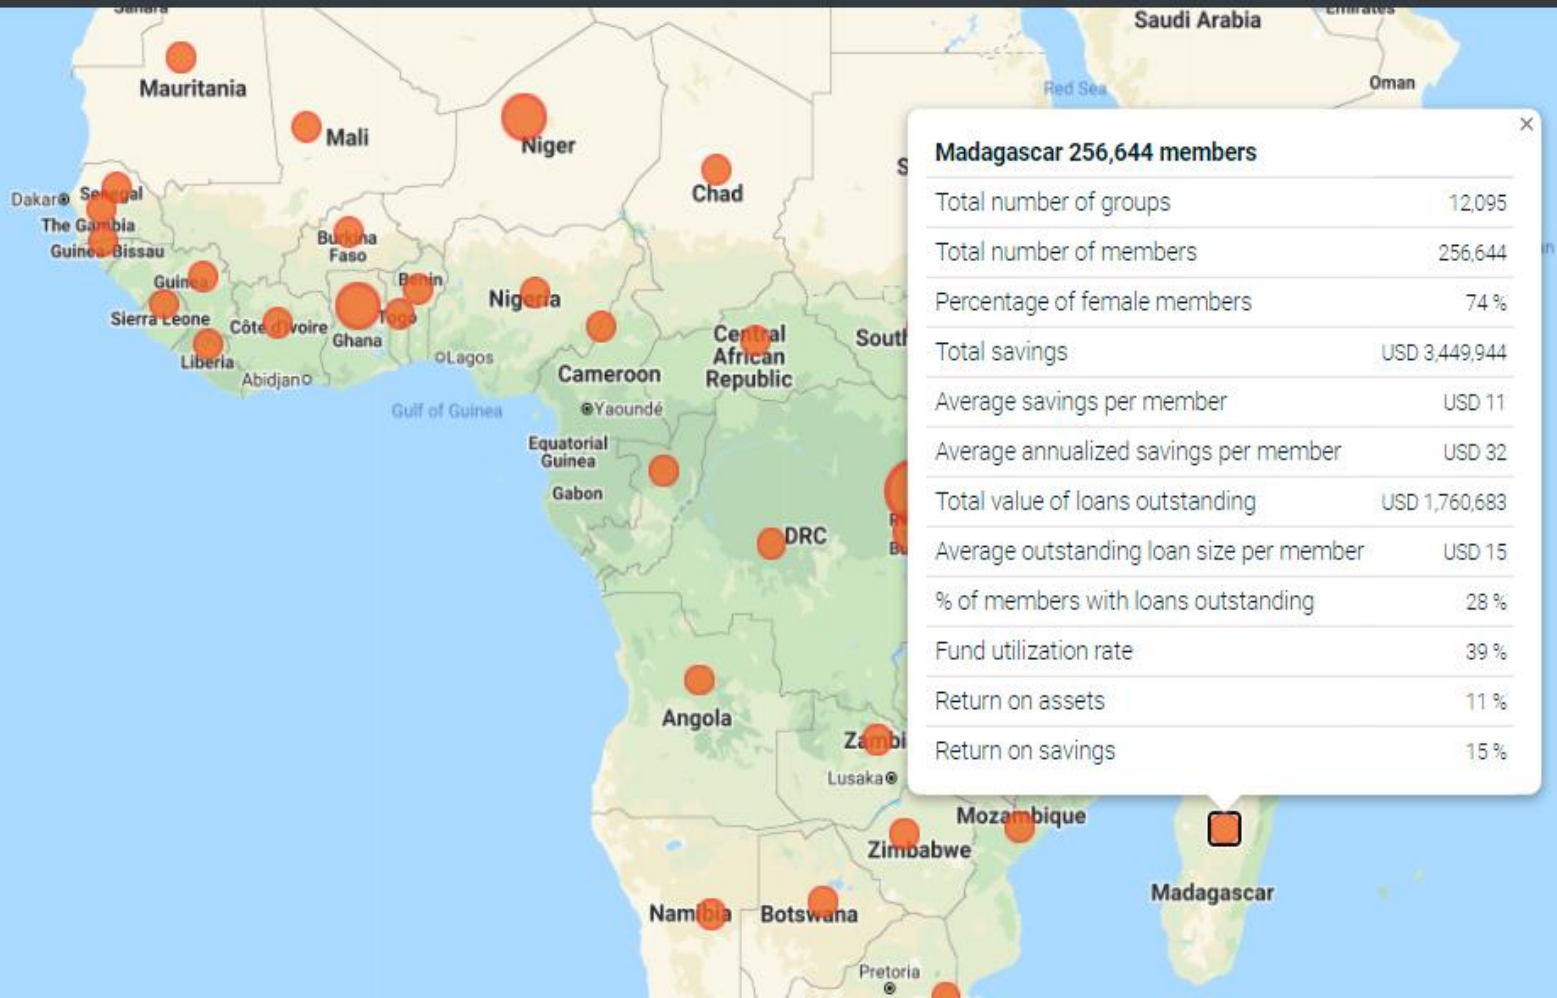 Sahara
Saudi Arabia
Emirates
Mauritania
Oman
Red Sea
Mali
Niger
Chad
Dakar
Senegal
The Gambia
Guinea-Bissau
Burkina
Faso
Guinea
Benin
Nigeria
Sierra Leone
Côte d'Ivoire
Togo
Ghana
Liberia
Lagos
Abidjan
Central
African
Republic
South
Cameroon
Gulf of Guinea
Yaoundé
Equatorial
Guinea
Gabon
DRC
Angola
Zambi
Lusaka
Mozambique
Zimbabwe
Madagascar
Namibia
Botswana
Pretoria
×
Madagascar 256,644 members
Total number of groups 12,095
Total number of members 256,644
Percentage of female members 74 %
Total savings USD 3,449,944
Average savings per member USD 11
Average annualized savings per member USD 32
Total value of loans outstanding USD 1,760,683
Average outstanding loan size per member USD 15
% of members with loans outstanding 28 %
Fund utilization rate 39 %
Return on assets 11 %
Return on savings 15 %